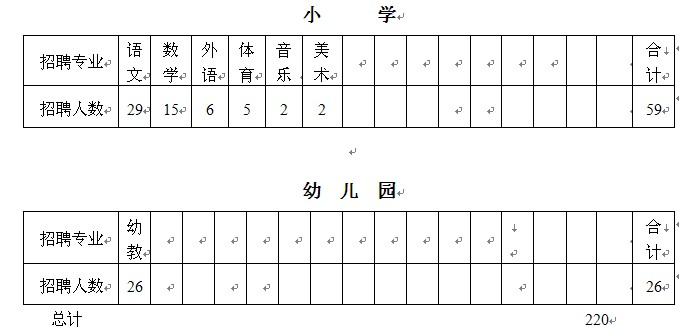 小 学
招聘专业 语文 数学 外语 体育 音乐 美术 合计
招聘人数 29 15 6 5 2 2 59
幼 儿 园
招聘专业 幼教 合计
招聘人数 26 26
总计 220